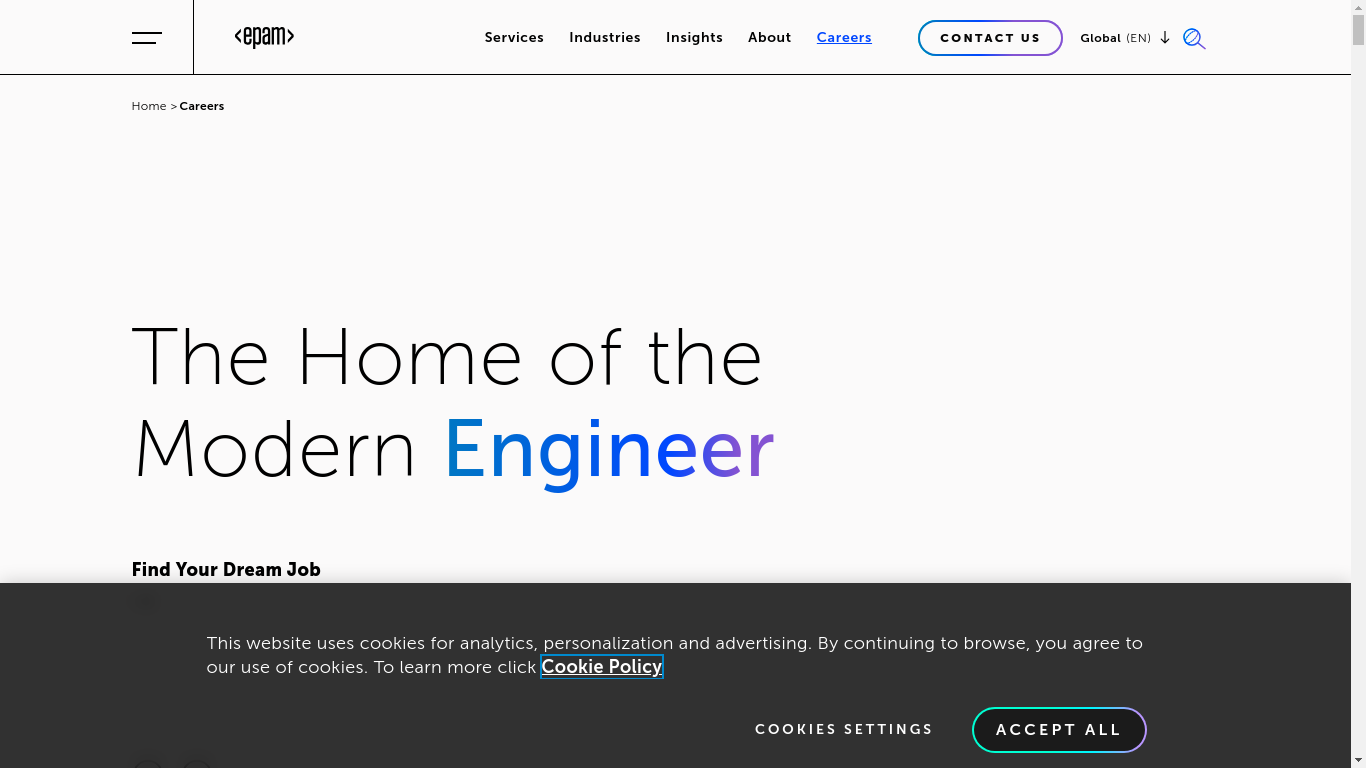 <epam>
Services Industries Insights About Careers
CONTACT US
Global (EN)
Home > Careers
The Home of the
Modern Engineer
Find Your Dream Job
This website uses cookies for analytics, personalization and advertising. By continuing to browse, you agree to
our use of cookies. To learn more click Cookie Policy
COOKIES SETTINGS
ACCEPT ALL